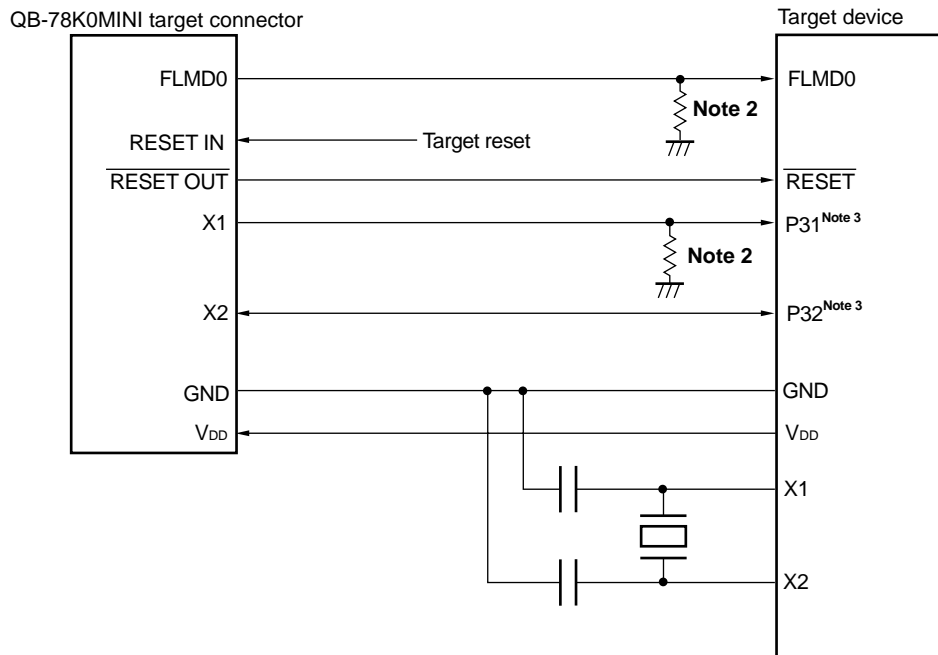 QB-78K0MINI target connector
Target device
FLMD0
FLMD0
Note 2
RESET IN
Target reset
RESET OUT
RESET
X1
P31Note 3
Note 2
X2
P32Note 3
GND
GND
VDD
VDD
X1
X2